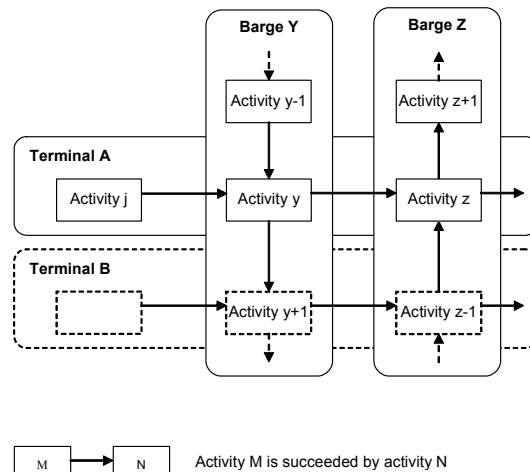 Barge Y
Barge Z
Activity y-1
Activity z+1
Terminal A
Activity j
Activity y
Activity z
Terminal B
Activity y+1
Activity z-1
M
N
Activity M is succeeded by activity N